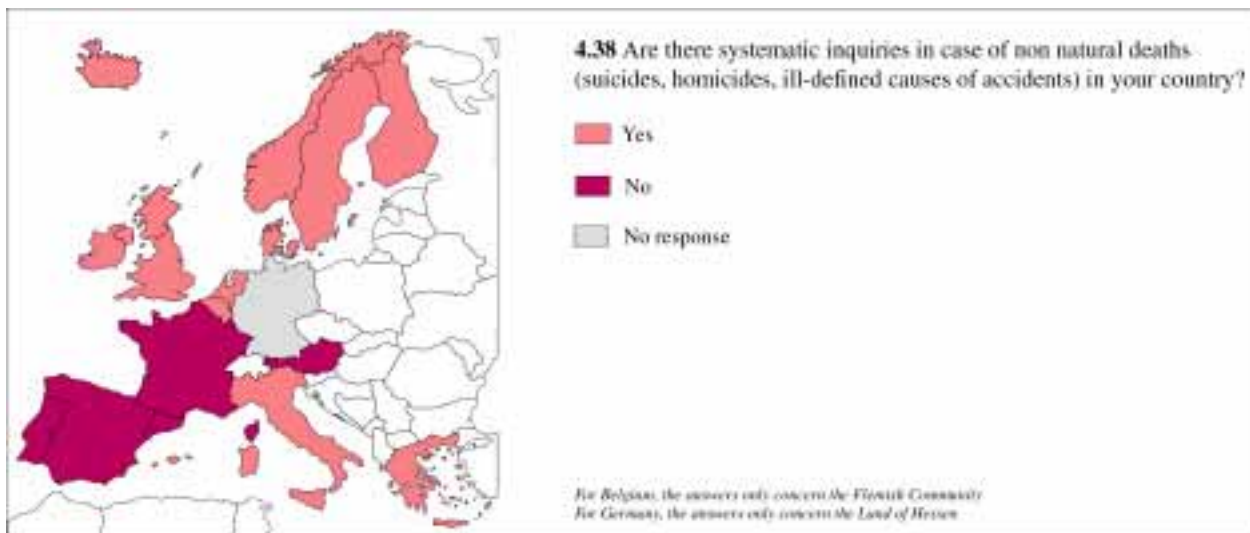 4.38 Are there systematic inquiries in case of non natural deaths
(suicides, homicides, ill-defined causes of accidents) in your country?
Yes
No
No response
For Belgium, the answers only concern the Flemish Community
For Germany, the answers only concern the Land of Hessen